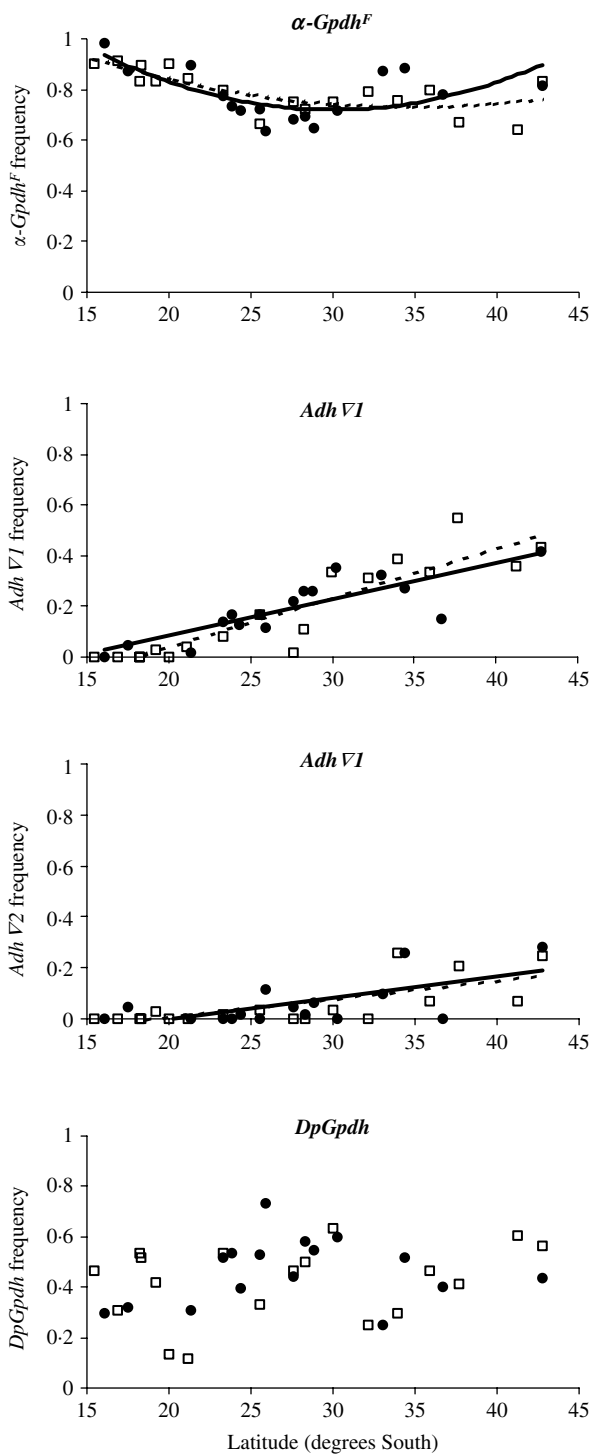 α-Gpdh^F
α-Gpdh^F frequency
1
0·8
0·6
0·4
0·2
0
15 20 25 30 35 40 45
Adh ∇1
Adh ∇1 frequency
1
0·8
0·6
0·4
0·2
0
15 20 25 30 35 40 45
Adh ∇1
Adh ∇2 frequency
1
0·8
0·6
0·4
0·2
0
15 20 25 30 35 40 45
DpGpdh
DpGpdh frequency
1
0·8
0·6
0·4
0·2
0
15 20 25 30 35 40 45
Latitude (degrees South)